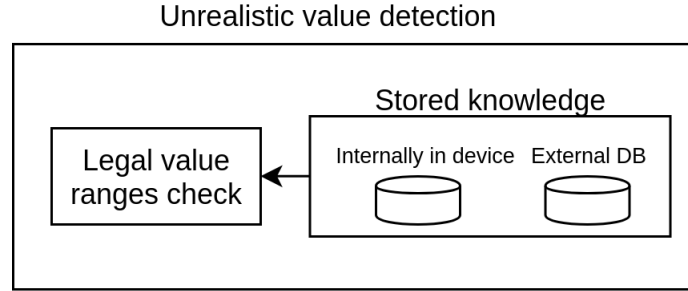 Unrealistic value detection
Stored knowledge
Legal value
ranges check
Internally in device
External DB